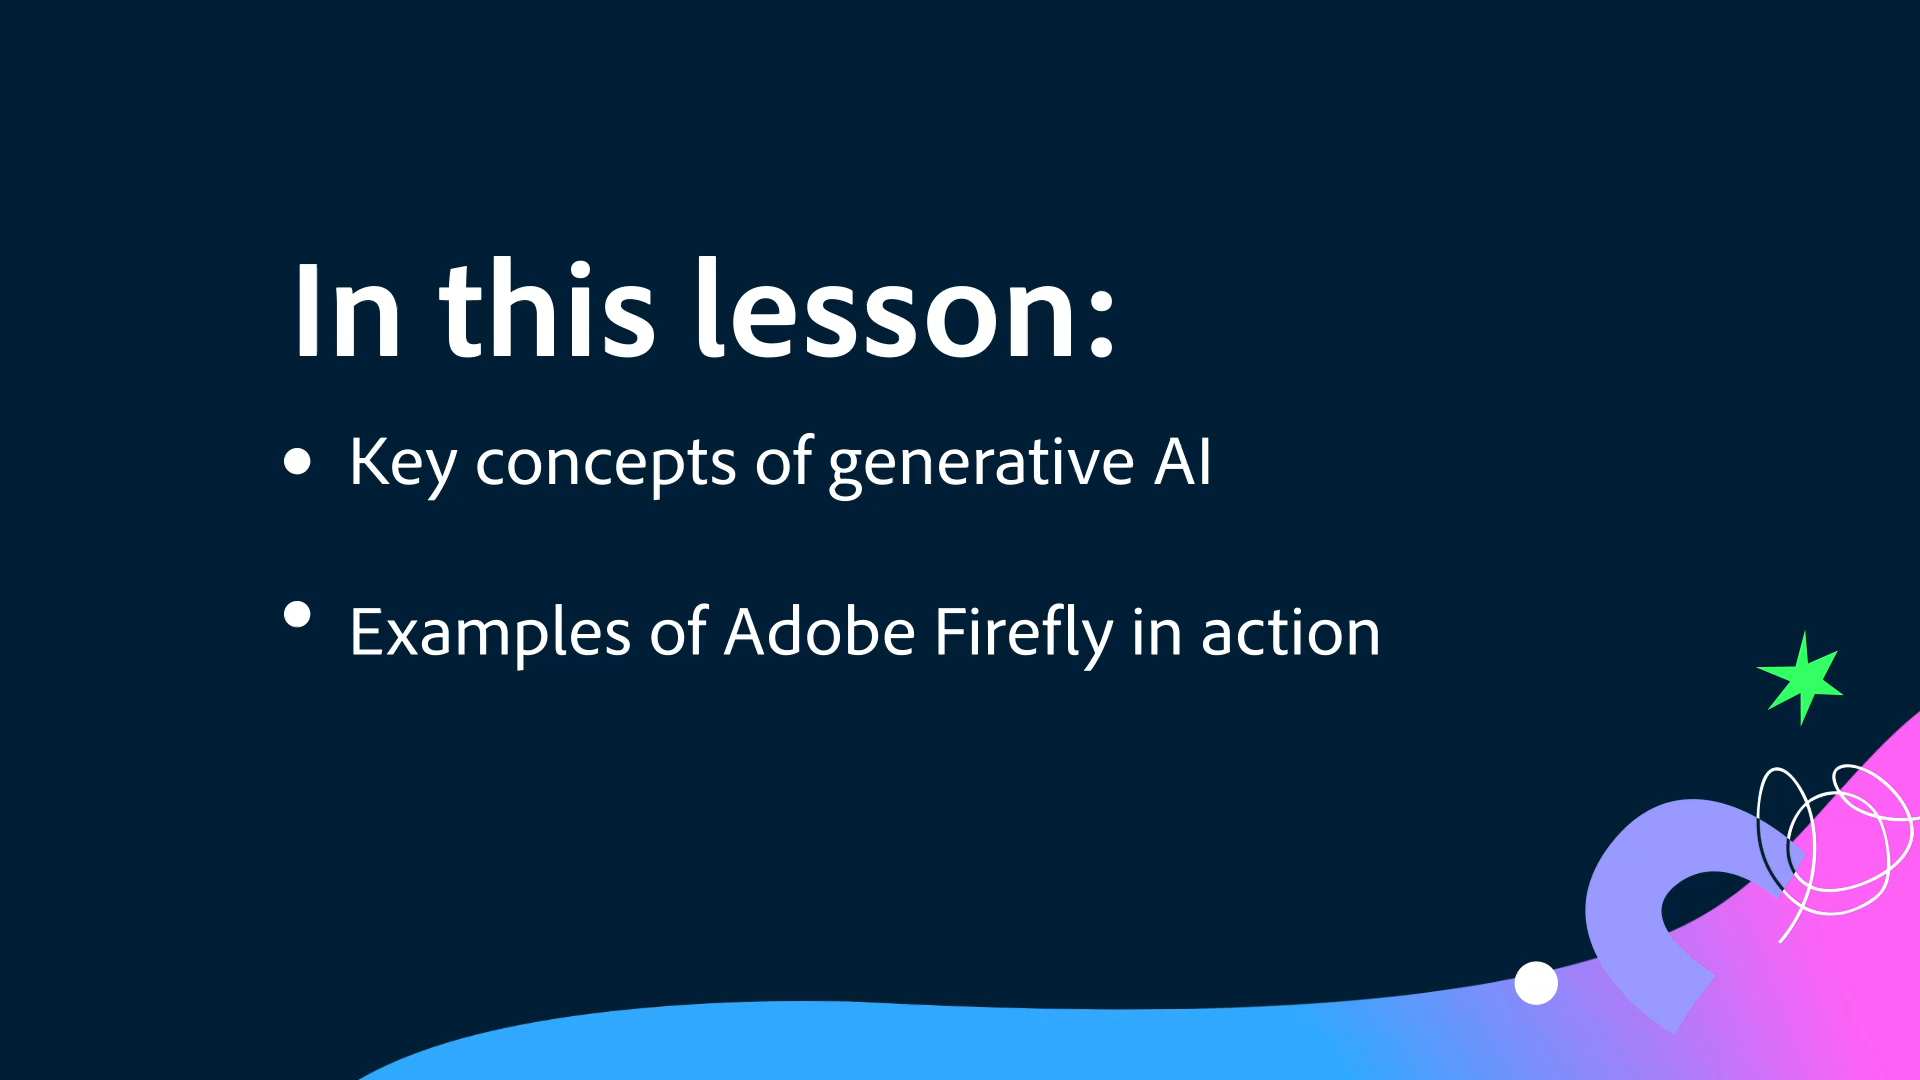 In this lesson:
• Key concepts of generative AI
• Examples of Adobe Firefly in action